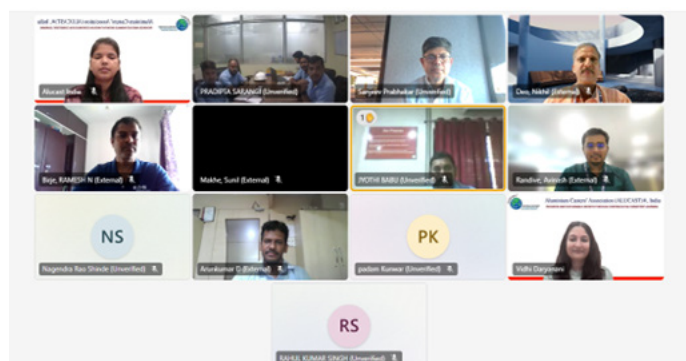 Alucast India
PRADIPTA SARANGI (Unverified)
Sanjeev Prabhakar (Unverified)
Deo, Nikhil (External)
Birje, RAMESH N (External)
Makhe, Sunil (External)
1
JYOTHI BABU (Unverified)
Randive, Avinash (External)
NS
Nagendra Rao Shinde (Unverified)
Arunkumar G (External)
PK
padam Kunwar (Unverified)
Aluminium Casters' Association (ALUCAST®), India
Vidhi Daryanani
RS
RAHUL KUMAR SINGH (Unverified)